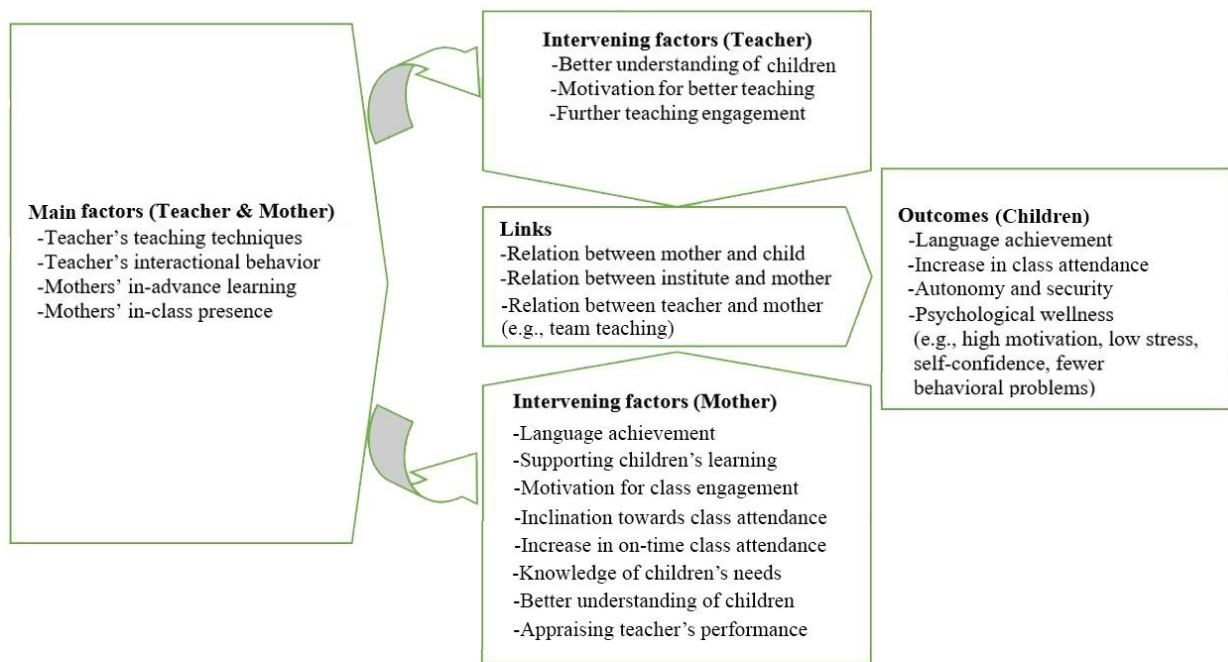 Main factors (Teacher & Mother)
-Teacher’s teaching techniques
-Teacher’s interactional behavior
-Mothers’ in-advance learning
-Mothers’ in-class presence
Intervening factors (Teacher)
-Better understanding of children
-Motivation for better teaching
-Further teaching engagement
Links
-Relation between mother and child
-Relation between institute and mother
-Relation between teacher and mother
(e.g., team teaching)
Intervening factors (Mother)
-Language achievement
-Supporting children’s learning
-Motivation for class engagement
-Inclination towards class attendance
-Increase in on-time class attendance
-Knowledge of children’s needs
-Better understanding of children
-Appraising teacher’s performance
Outcomes (Children)
-Language achievement
-Increase in class attendance
-Autonomy and security
-Psychological wellness
(e.g., high motivation, low stress,
self-confidence, fewer
behavioral problems)